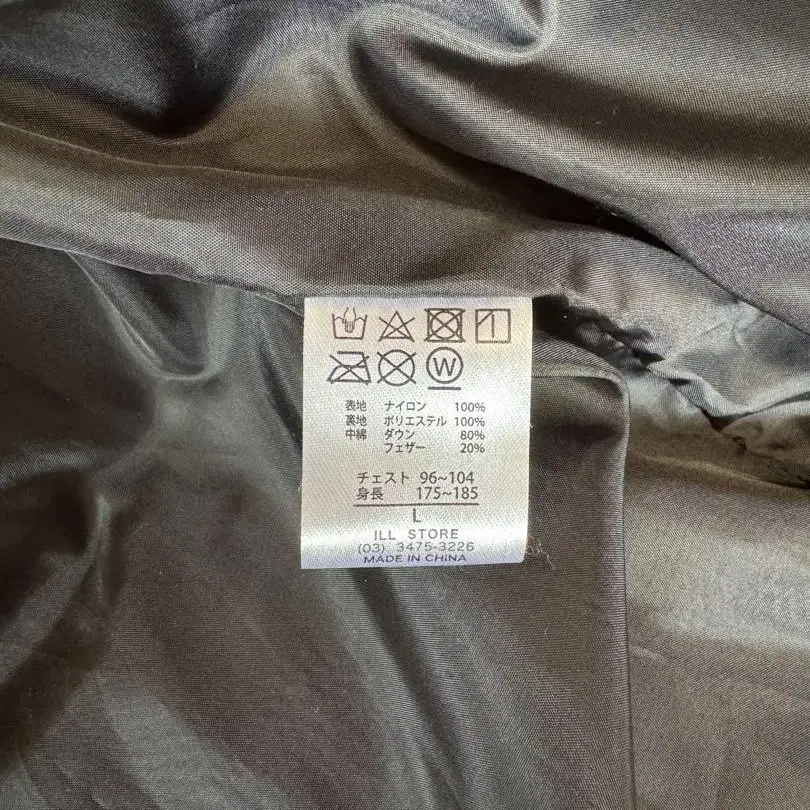 W
表地 ナイロン 100%
裏地 ポリエステル 100%
中綿 ダウン 80%
フェザー 20%
チェスト 96~104
身長 175~185
L
ILL STORE
(03) 3475-3226
MADE IN CHINA